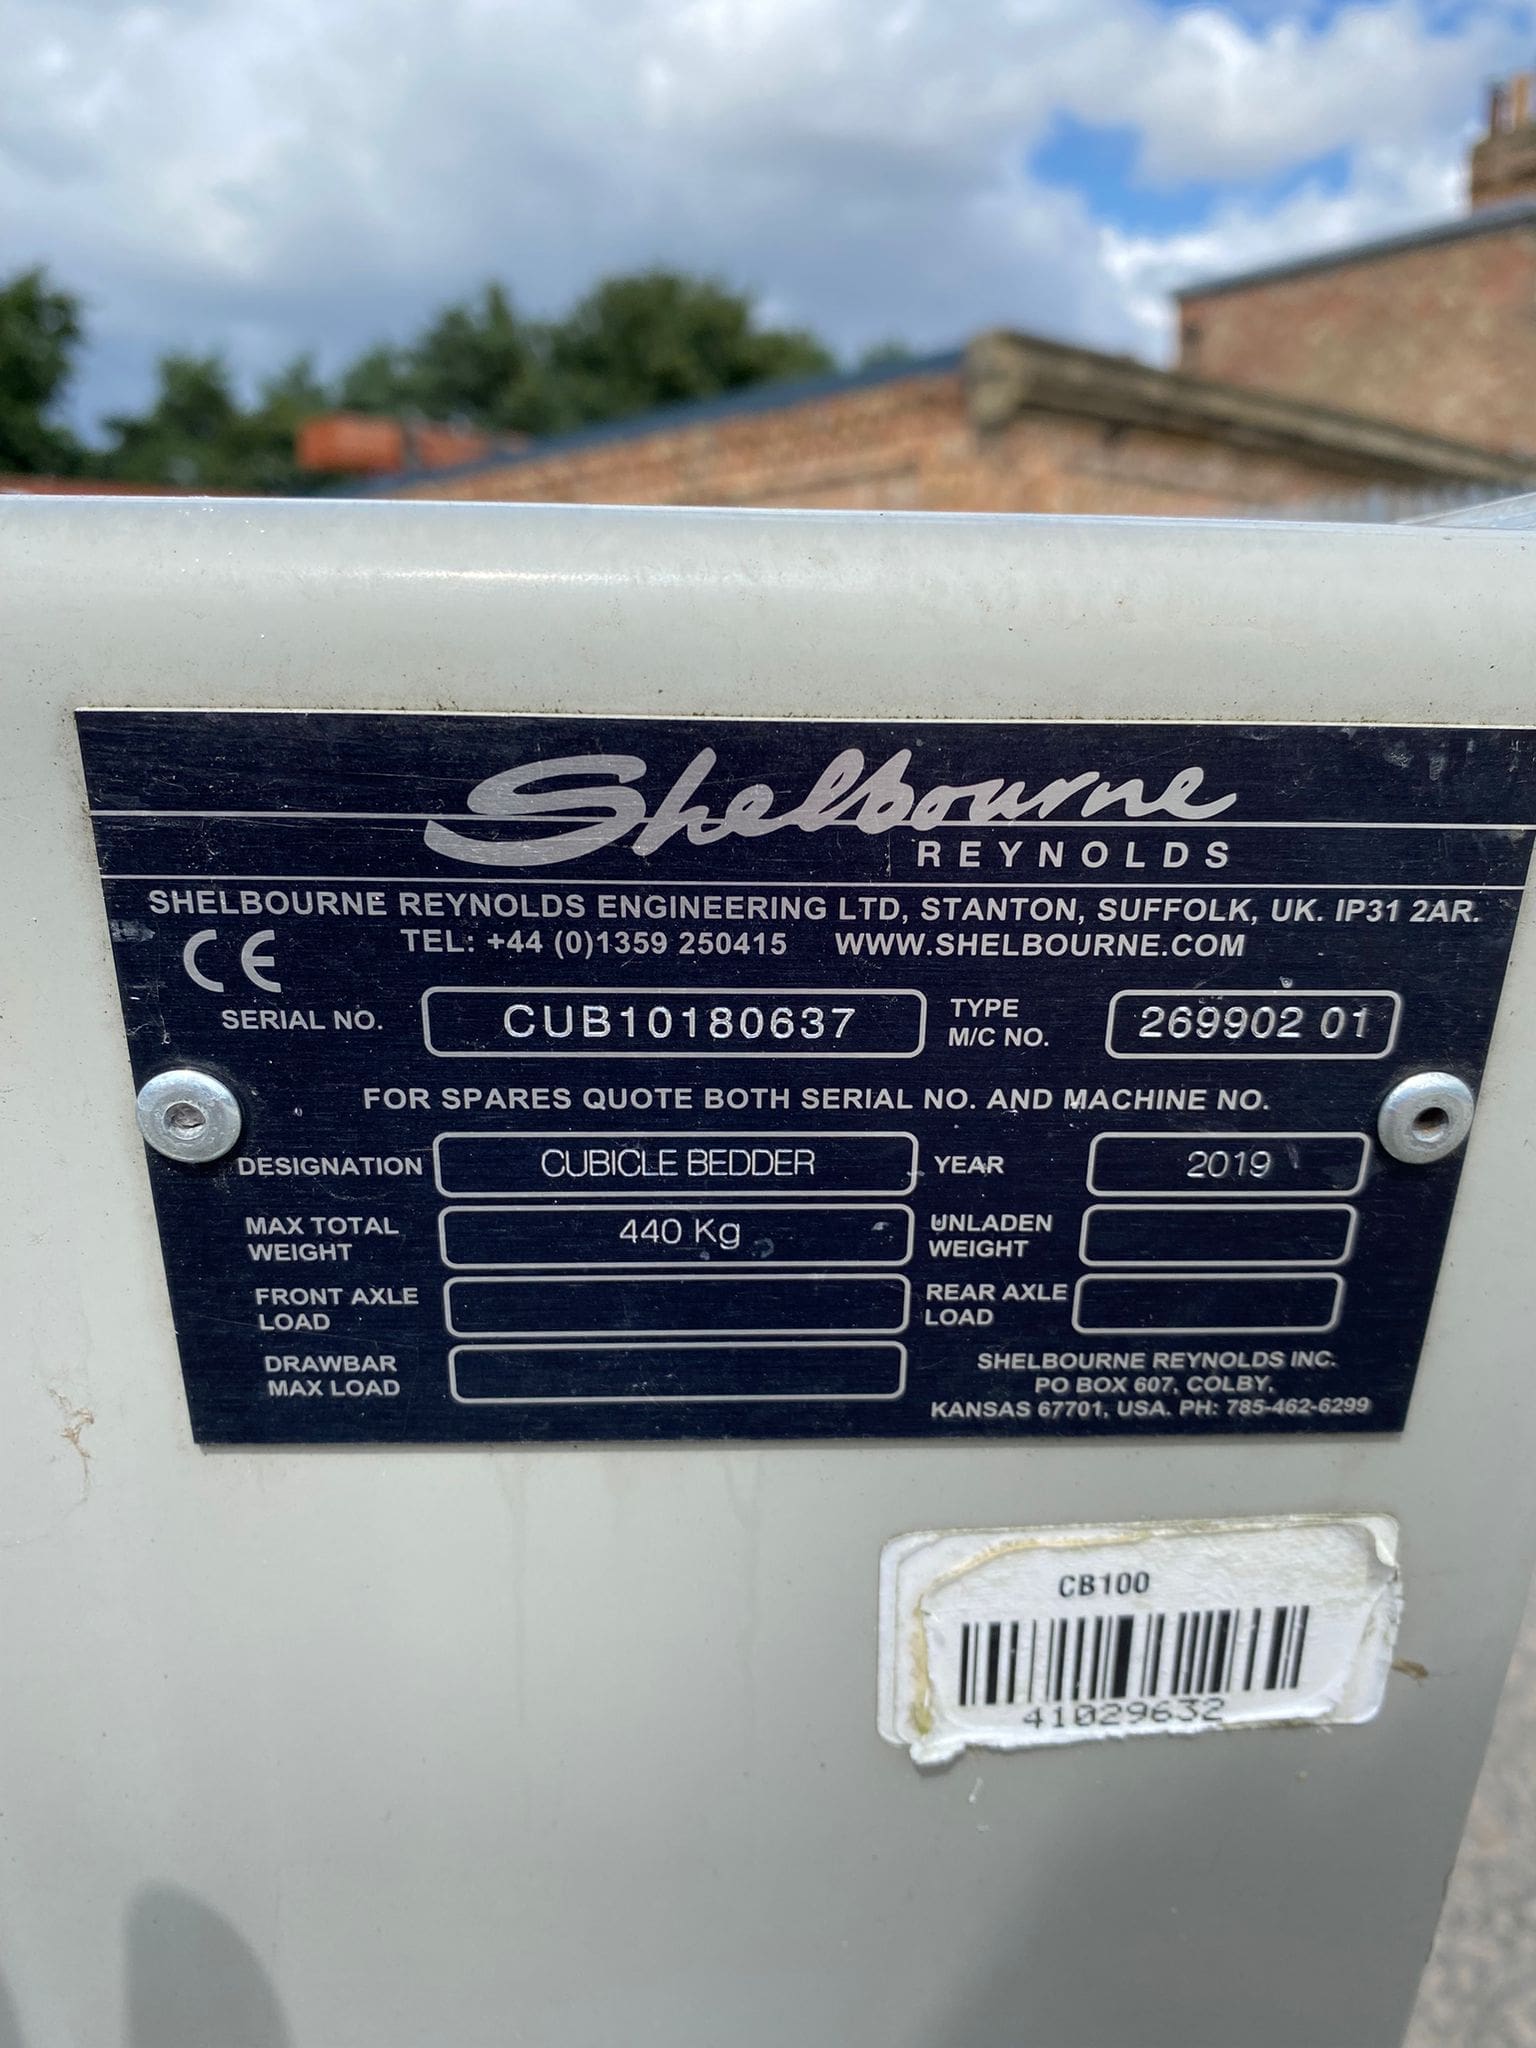 Shelbourne
REYNOLDS
SHELBOURNE REYNOLDS ENGINEERING LTD, STANTON, SUFFOLK, UK. IP31 2AR.
TEL: +44 (0)1359 250415 WWW.SHELBOURNE.COM
CE
SERIAL NO. CUB10180637 TYPE M/C NO. 269902 01
FOR SPARES QUOTE BOTH SERIAL NO. AND MACHINE NO.
DESIGNATION CUBICLE BEDDER YEAR 2019
MAX TOTAL WEIGHT 440 Kg UNLADEN WEIGHT
FRONT AXLE LOAD REAR AXLE LOAD
DRAWBAR MAX LOAD
SHELBOURNE REYNOLDS INC.
PO BOX 607, COLBY,
KANSAS 67701, USA. PH: 785-462-6299
CB100
41029632